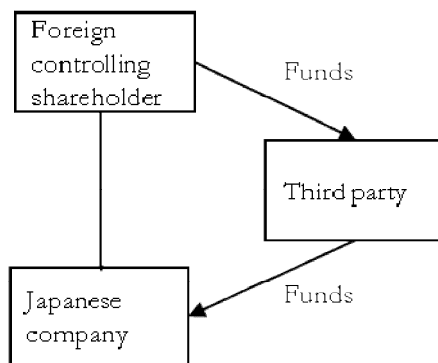 Foreign
controlling
shareholder
Funds
Third party
Funds
Japanese
company